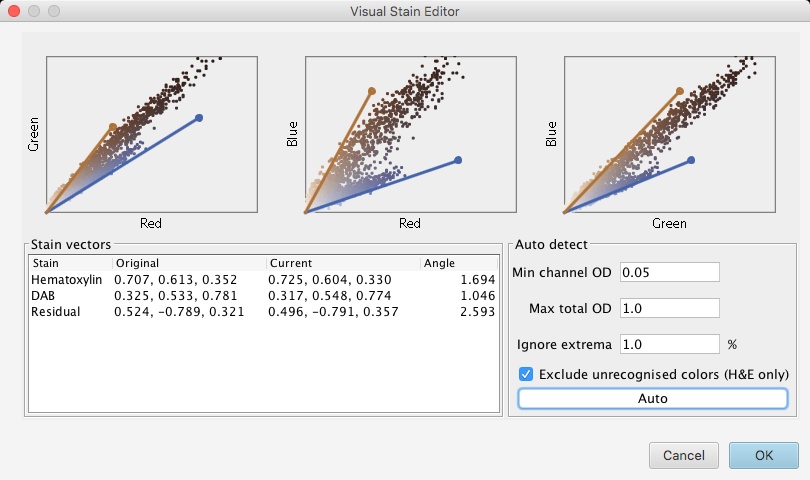 Visual Stain Editor
Green
Red
Blue
Red
Blue
Green
Stain vectors
Stain Original Current Angle
Hematoxylin 0.707, 0.613, 0.352 0.725, 0.604, 0.330 1.694
DAB 0.325, 0.533, 0.781 0.317, 0.548, 0.774 1.046
Residual 0.524, -0.789, 0.321 0.496, -0.791, 0.357 2.593
Auto detect
Min channel OD 0.05
Max total OD 1.0
Ignore extrema 1.0 %
Exclude unrecognised colors (H&E only)
Auto
Cancel OK